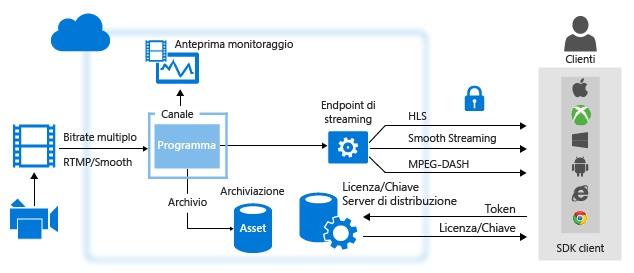 Anteprima monitoraggio
Clienti
Canale
Endpoint di
streaming
HLS
Bitrate multiplo
Programma
Smooth Streaming
RTMP/Smooth
MPEG-DASH
Archivio
Archiviazione
Asset
Licenza/Chiave
Server di distribuzione
Token
Licenza/Chiave
SDK client